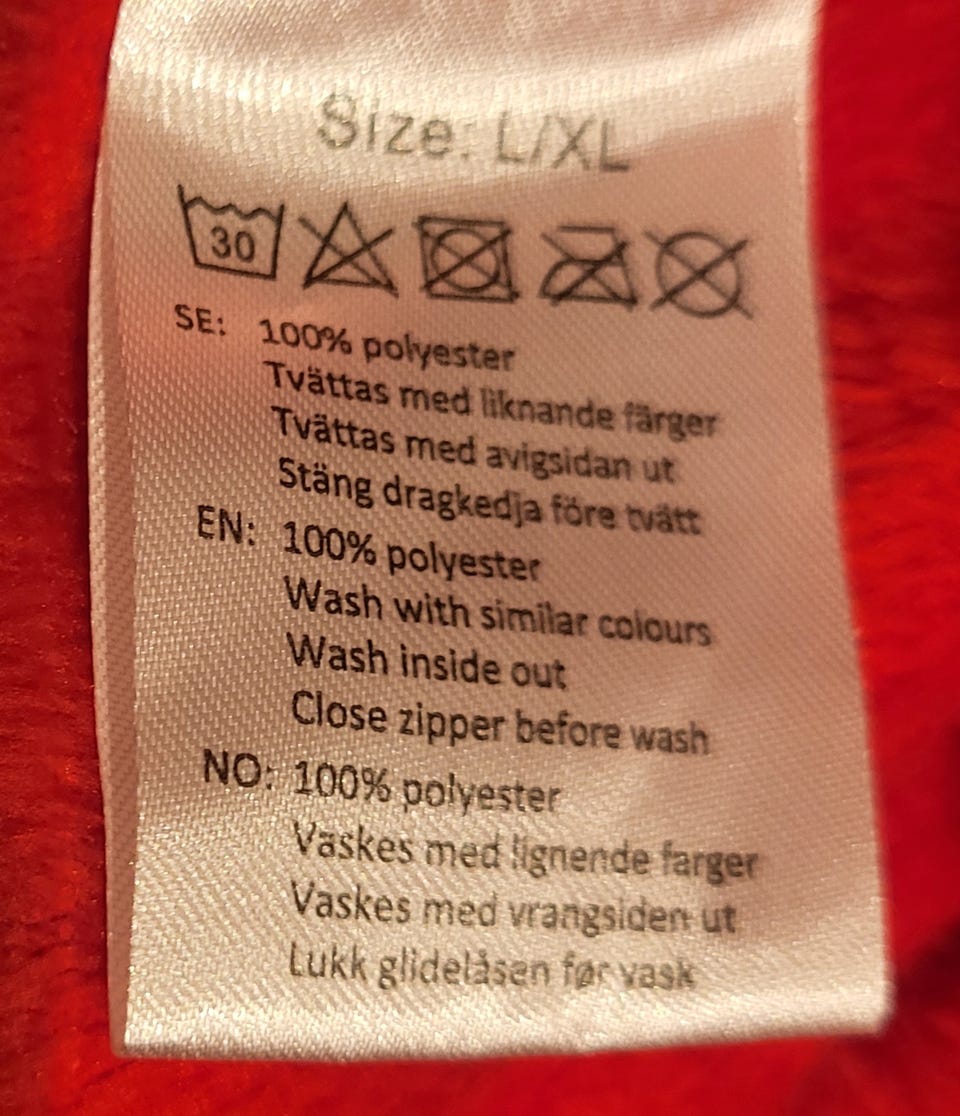 Size: L/XL
30
SE: 100% polyester
Tvättas med liknande färger
Tvättas med avigsidan ut
Stäng dragkedja före tvätt
EN: 100% polyester
Wash with similar colours
Wash inside out
Close zipper before wash
NO: 100% polyester
Vaskes med lignende farger
Vaskes med vrangsiden ut
Lukk glidelåsen før vask